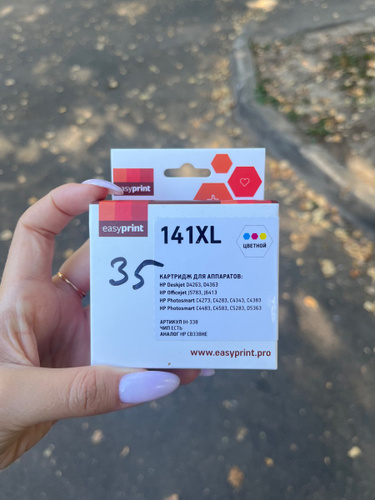 easyprint
easyprint
141XL
ЦВЕТНОЙ
35
КАРТРИДЖ ДЛЯ АППАРАТОВ:
HP Deskjet D4263, D4363
HP Officejet J5783, J6413
HP Photosmart C4273, C4283, C4343, C4383
HP Photosmart C4483, C4583, C5283, D5363
АРТИКУЛ IH-338
ЧИП ЕСТЬ
АНАЛОГ HP CB338HE
www.easyprint.pro